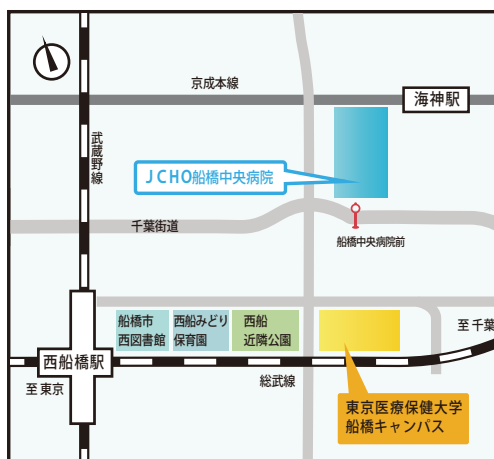 京成本線
海神駅
武蔵野線
JCHO船橋中央病院
千葉街道
船橋中央病院前
船橋市
西図書館
西船みどり
保育園
西船
近隣公園
至千葉
西船橋駅
至東京
総武線
東京医療保健大学
船橋キャンパス